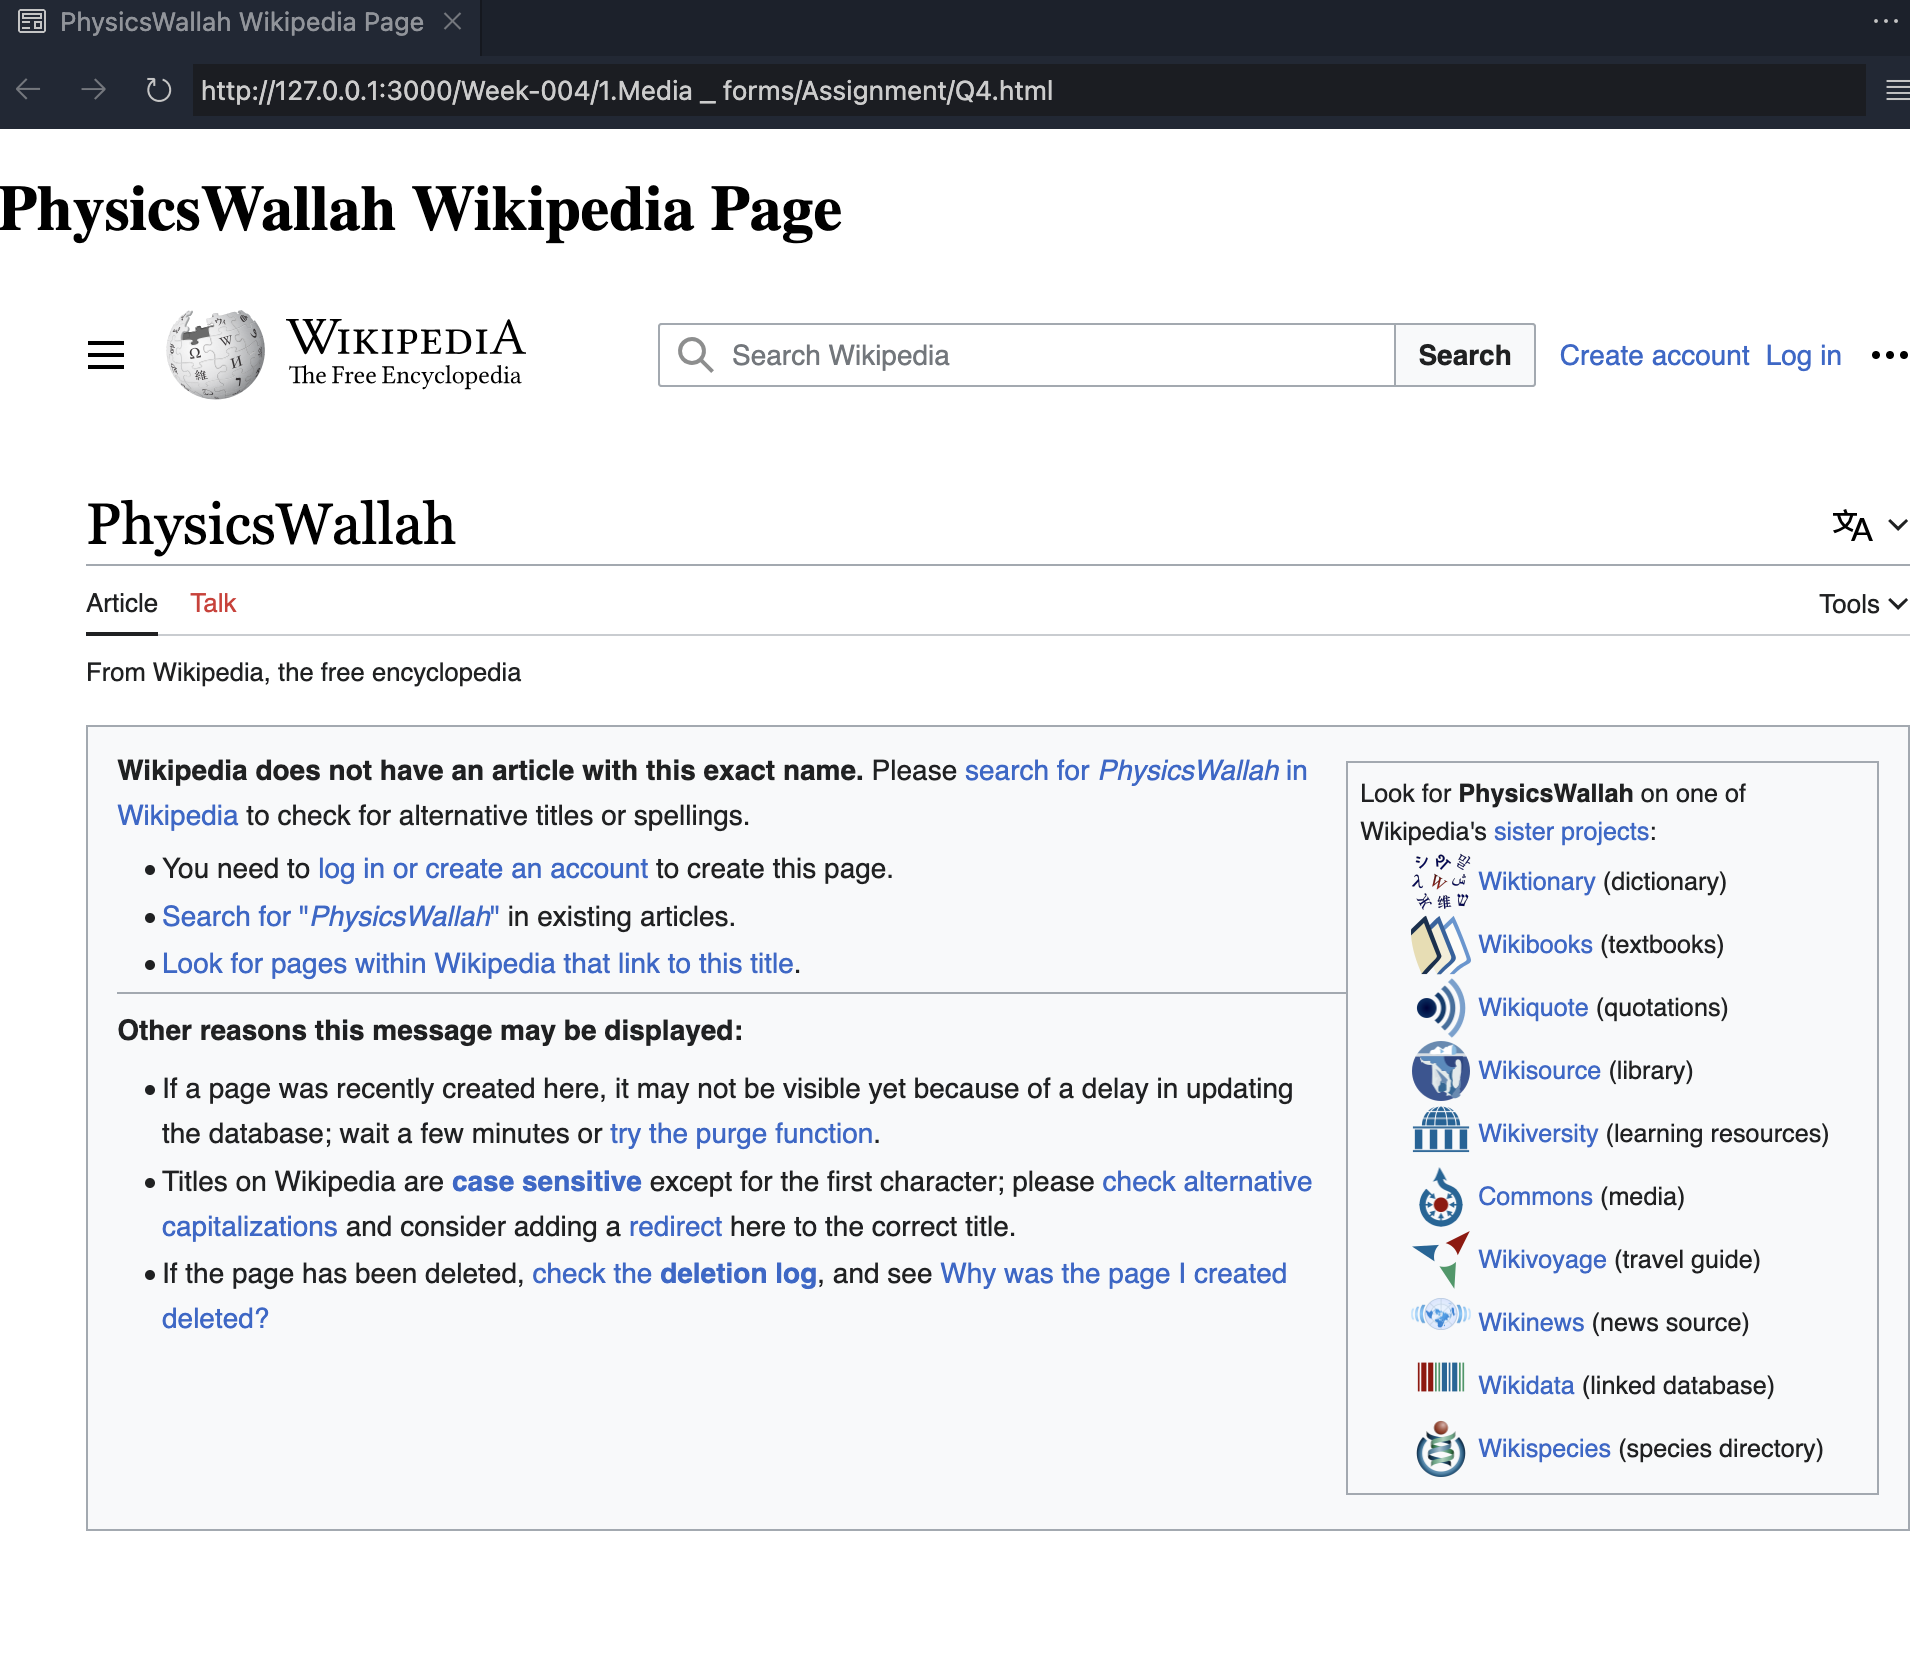 PhysicsWallah Wikipedia Page
http://127.0.0.1:3000/Week-004/1.Media _ forms/Assignment/Q4.html
PhysicsWallah Wikipedia Page
WIKIPEDIA
The Free Encyclopedia
Search Wikipedia
Search
Create account
Log in
PhysicsWallah
Article
Talk
Tools
From Wikipedia, the free encyclopedia
Wikipedia does not have an article with this exact name. Please search for PhysicsWallah in
Wikipedia to check for alternative titles or spellings.
• You need to log in or create an account to create this page.
• Search for "PhysicsWallah" in existing articles.
• Look for pages within Wikipedia that link to this title.
Other reasons this message may be displayed:
• If a page was recently created here, it may not be visible yet because of a delay in updating
the database; wait a few minutes or try the purge function.
• Titles on Wikipedia are case sensitive except for the first character; please check alternative
capitalizations and consider adding a redirect here to the correct title.
• If the page has been deleted, check the deletion log, and see Why was the page I created
deleted?
Look for PhysicsWallah on one of
Wikipedia's sister projects:
Wiktionary (dictionary)
Wikibooks (textbooks)
Wikiquote (quotations)
Wikisource (library)
Wikiversity (learning resources)
Commons (media)
Wikivoyage (travel guide)
Wikinews (news source)
Wikidata (linked database)
Wikispecies (species directory)